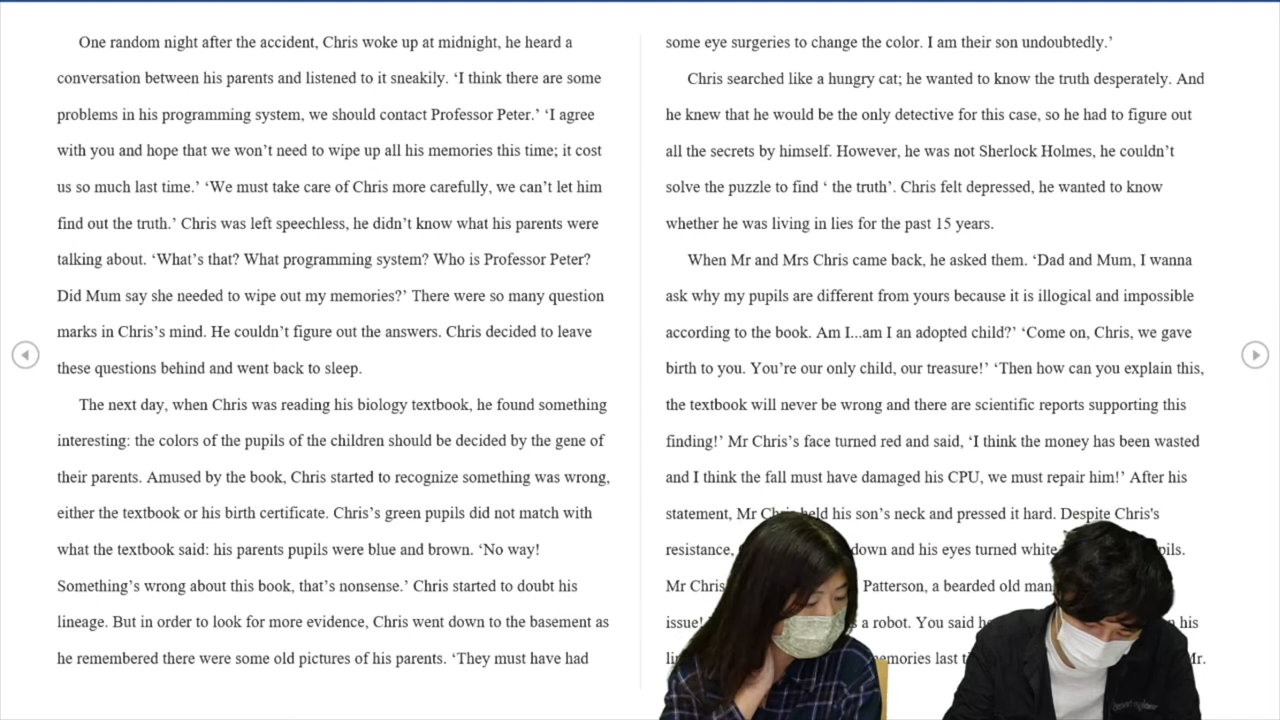 One random night after the accident, Chris woke up at midnight, he heard a
conversation between his parents and listened to it sneakily. ‘I think there are some
problems in his programming system, we should contact Professor Peter.’ ‘I agree
with you and hope that we won’t need to wipe up all his memories this time; it cost
us so much last time.’ ‘We must take care of Chris more carefully, we can’t let him
find out the truth.’ Chris was left speechless, he didn’t know what his parents were
talking about. ‘What’s that? What programming system? Who is Professor Peter?
Did Mum say she needed to wipe out my memories?’ There were so many question
marks in Chris’s mind. He couldn’t figure out the answers. Chris decided to leave
these questions behind and went back to sleep.
The next day, when Chris was reading his biology textbook, he found something
interesting: the colors of the pupils of the children should be decided by the gene of
their parents. Amused by the book, Chris started to recognize something was wrong,
either the textbook or his birth certificate. Chris’s green pupils did not match with
what the textbook said: his parents pupils were blue and brown. ‘No way!
Something’s wrong about this book, that’s nonsense.’ Chris started to doubt his
lineage. But in order to look for more evidence, Chris went down to the basement as
he remembered there were some old pictures of his parents. ‘They must have had
some eye surgeries to change the color. I am their son undoubtedly.’
Chris searched like a hungry cat; he wanted to know the truth desperately. And
he knew that he would be the only detective for this case, so he had to figure out
all the secrets by himself. However, he was not Sherlock Holmes, he couldn’t
solve the puzzle to find ‘ the truth’. Chris felt depressed, he wanted to know
whether he was living in lies for the past 15 years.
When Mr and Mrs Chris came back, he asked them. ‘Dad and Mum, I wanna
ask why my pupils are different from yours because it is illogical and impossible
according to the book. Am I...am I an adopted child?’ ‘Come on, Chris, we gave
birth to you. You’re our only child, our treasure!’ ‘Then how can you explain this,
the textbook will never be wrong and there are scientific reports supporting this
finding!’ Mr Chris’s face turned red and said, ‘I think the money has been wasted
and I think the fall must have damaged his CPU, we must repair him!’ After his
statement, Mr Chris held his son’s neck and pressed it hard. Despite Chris's
resistance, down and his eyes turned white
Mr Chris Patterson, a bearded old man
issue! a robot. You said his
memories last Mr.